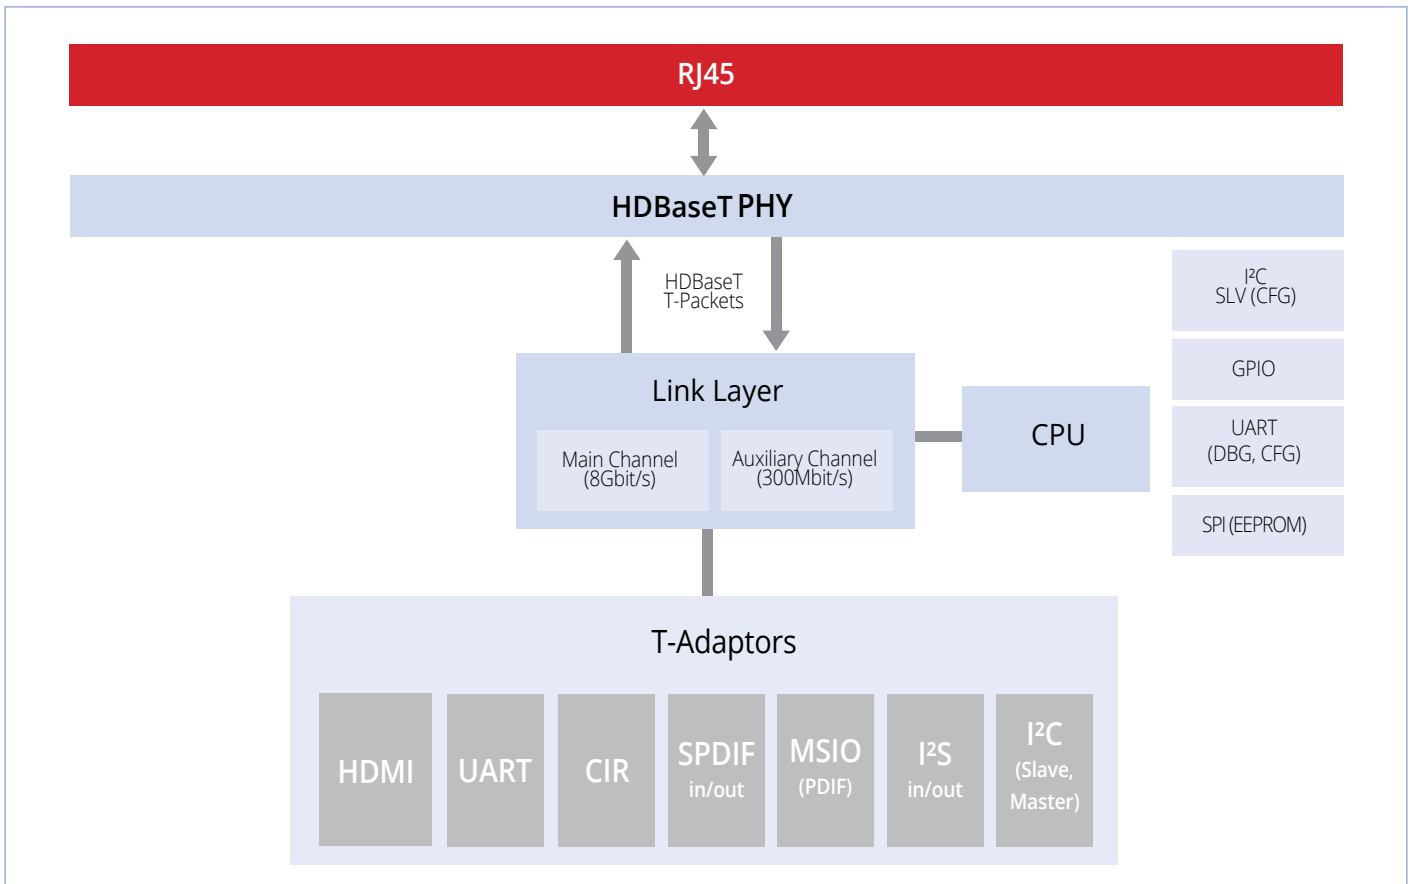 RJ45
HDBaseT PHY
HDBaseT
T-Packets
I²C
SLV (CFG)
GPIO
UART
(DBG, CFG)
SPI (EEPROM)
Link Layer
Main Channel
(8Gbit/s)
Auxiliary Channel
(300Mbit/s)
CPU
T-Adaptors
HDMI
UART
CIR
SPDIF
in/out
MSIO
(PDIF)
I²S
in/out
I²C
(Slave,
Master)